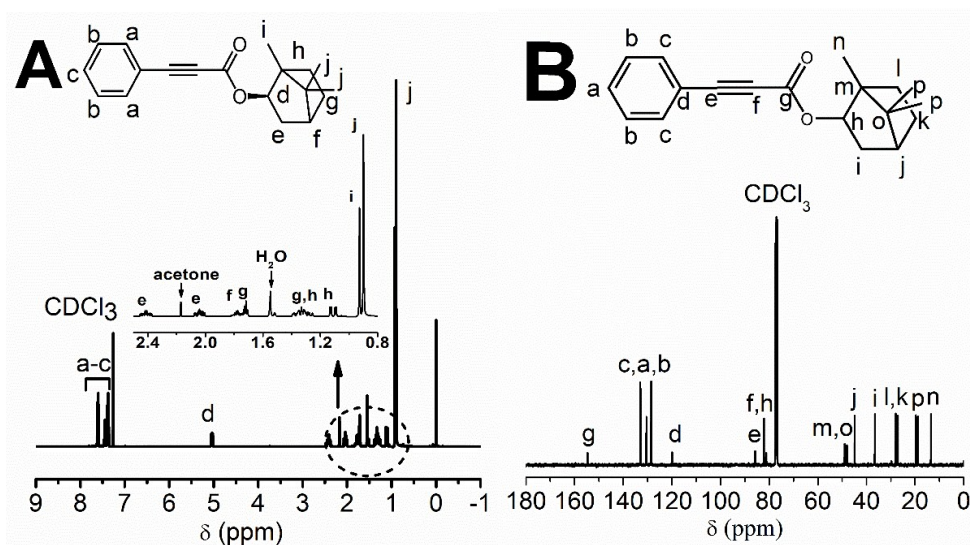 A
b a
c
b a
O
O
i h j
j
d g
e f
j
j
i
H2O
acetone
e e f g g,h h
2.4 2.0 1.6 1.2 0.8
CDCl3
a-c
d
9 8 7 6 5 4 3 2 1 0 -1
δ (ppm)
B
b c
a d e f g
b c
O
O
n
m l p
p
h o k
i j
CDCl3
c,a,b
f,h
g d e m,o j i l,k p n
180 160 140 120 100 80 60 40 20 0
δ (ppm)